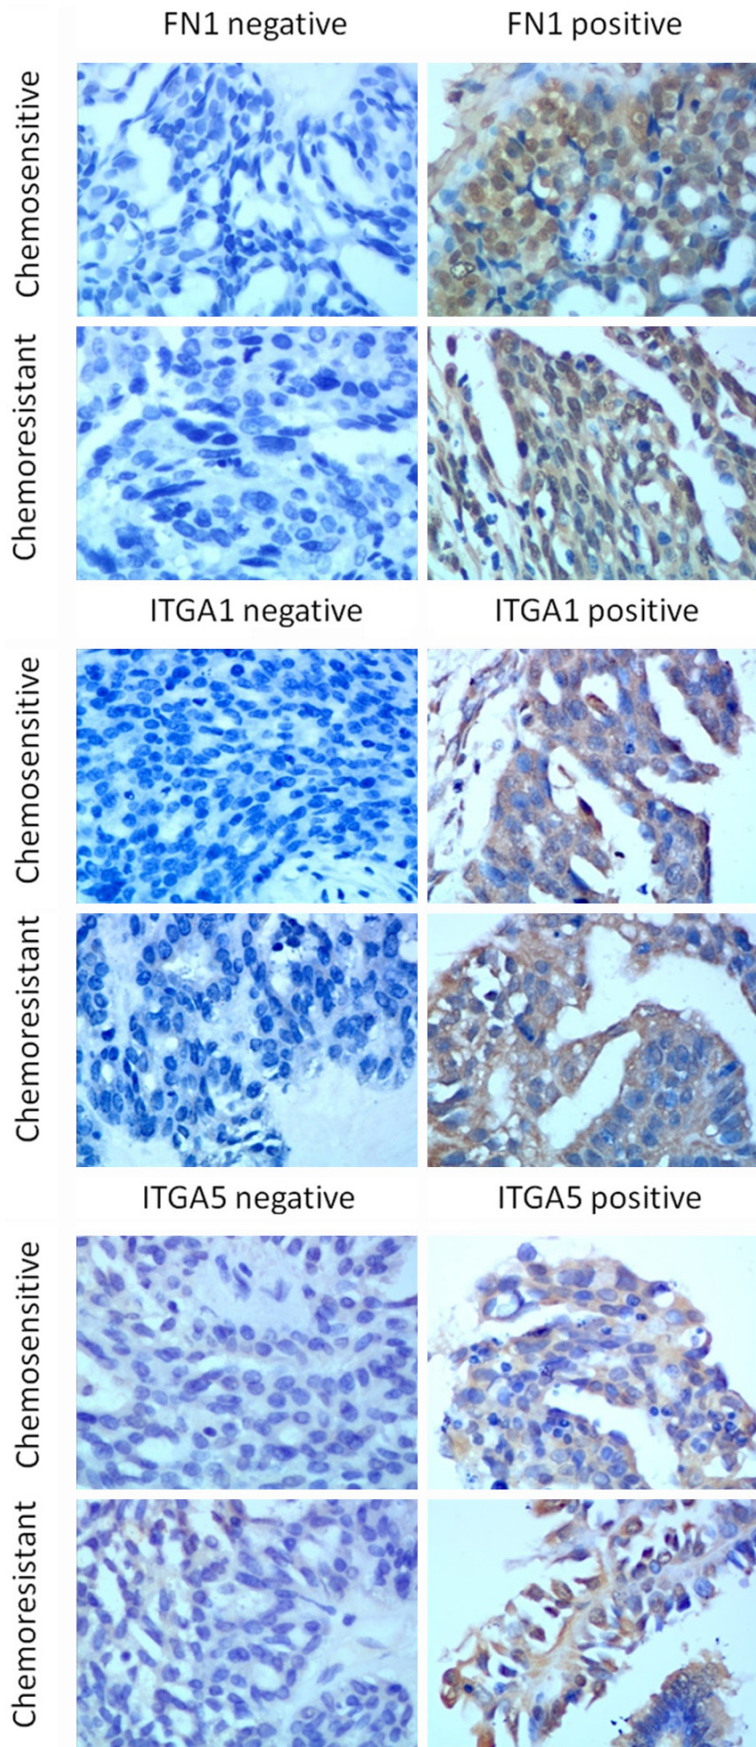 FN1 negative FN1 positive
Chemosensitive
Chemoresistant
ITGA1 negative ITGA1 positive
Chemosensitive
Chemoresistant
ITGA5 negative ITGA5 positive
Chemosensitive
Chemoresistant